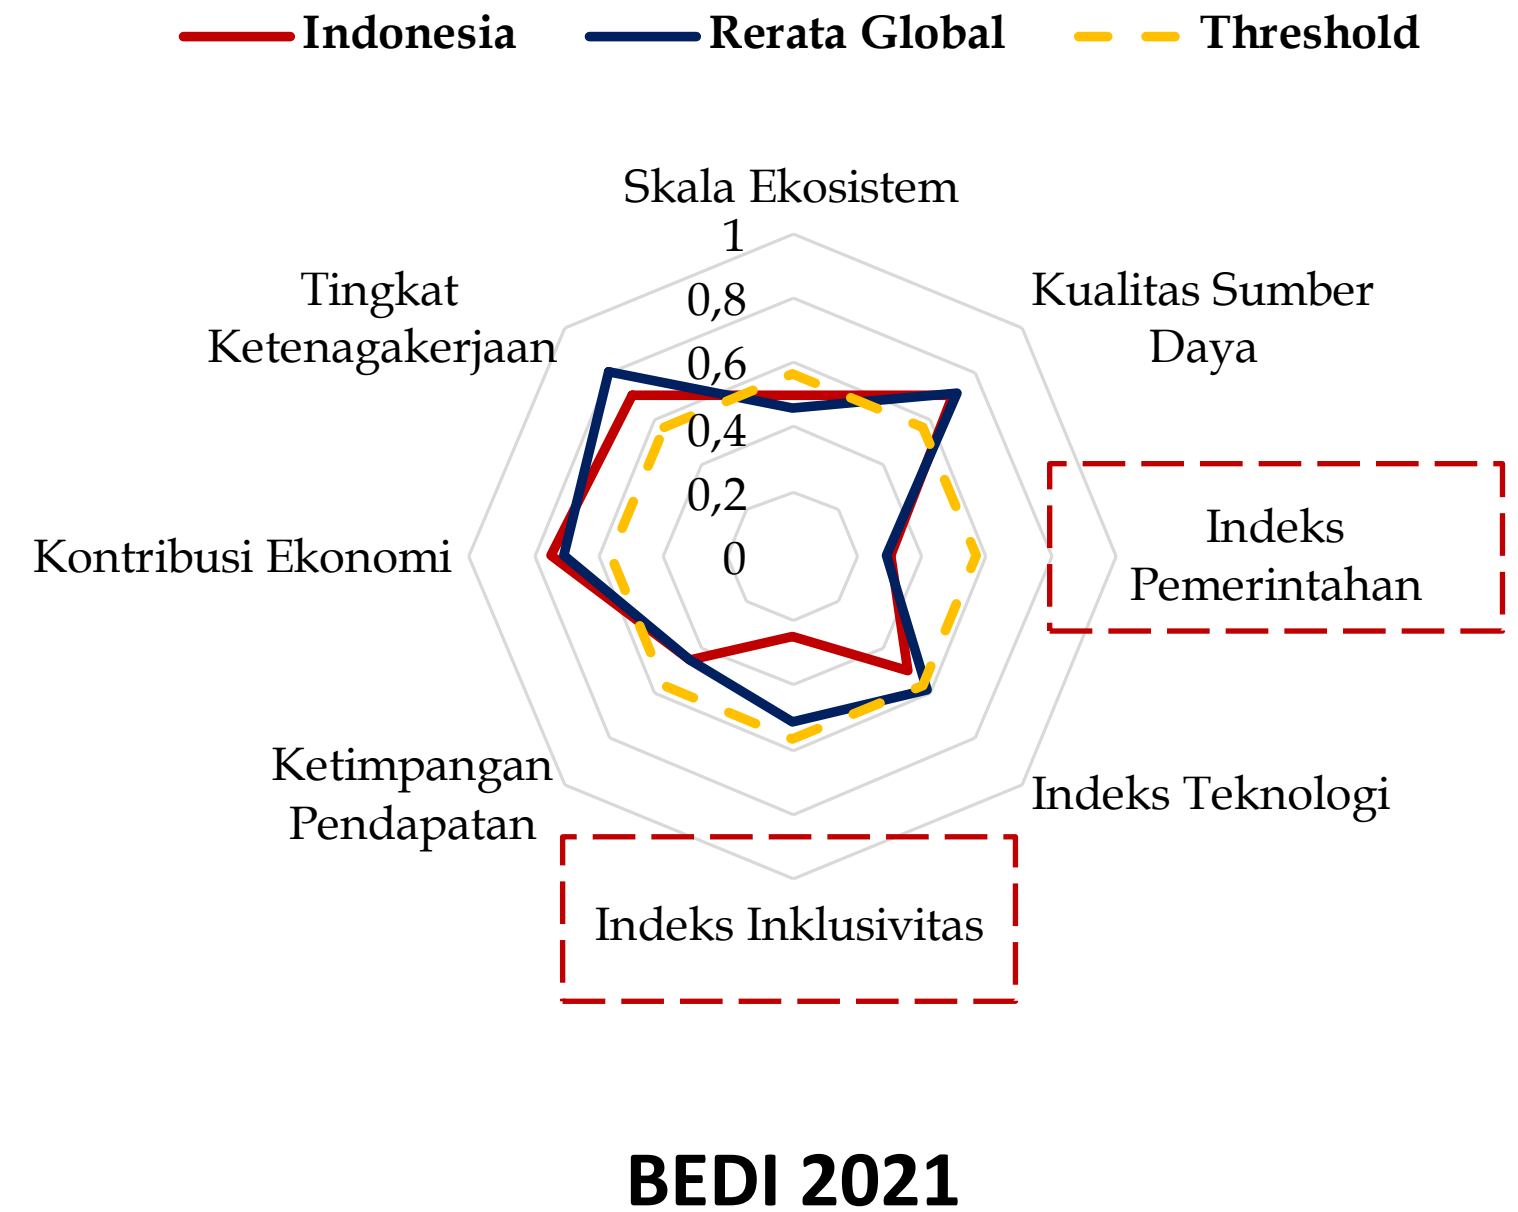 Indonesia Rerata Global Threshold
Skala Ekosistem
1
0,8
0,6
0,4
0,2
0
Kualitas Sumber
Daya
Indeks
Pemerintahan
Indeks Teknologi
Indeks Inklusivitas
Ketimpangan
Pendapatan
Kontribusi Ekonomi
Tingkat
Ketenagakerjaan
BEDI 2021